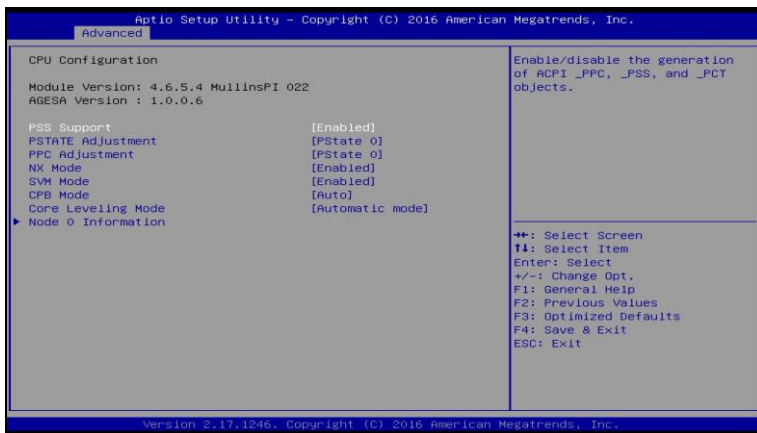 Aptio Setup Utility – Copyright (C) 2016 American Megatrends, Inc.
Advanced
CPU Configuration
Module Version: 4.6.5.4 MullinsPI 022
AGESA Version : 1.0.0.6
PSS Support [Enabled]
PSTATE Adjustment [PState 0]
PPC Adjustment [PState 0]
NX Mode [Enabled]
SVM Mode [Enabled]
CPB Mode [Auto]
Core Leveling Mode [Automatic mode]
▶ Node 0 Information
Enable/disable the generation
of ACPI _PPC, _PSS, and _PCT
objects.
→←: Select Screen
↑↓: Select Item
Enter: Select
+/-: Change Opt.
F1: General Help
F2: Previous Values
F3: Optimized Defaults
F4: Save & Exit
ESC: Exit
Version 2.17.1246. Copyright (C) 2016 American Megatrends, Inc.